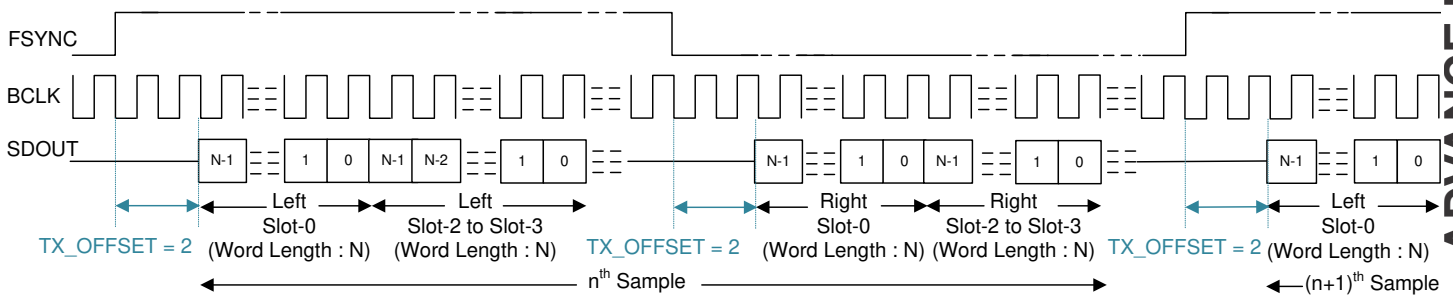 FSYNC
BCLK
SDOUT
N-1 1 0 N-1 N-2 1 0 N-1 1 0 N-1 1 0 N-1 1 0
Left Left Right Right Left
Slot-0 Slot-2 to Slot-3 Slot-0 Slot-2 to Slot-3 Slot-0
TX_OFFSET = 2 (Word Length : N) (Word Length : N) TX_OFFSET = 2 (Word Length : N) (Word Length : N) TX_OFFSET = 2 (Word Length : N)
nth Sample (n+1)th Sample